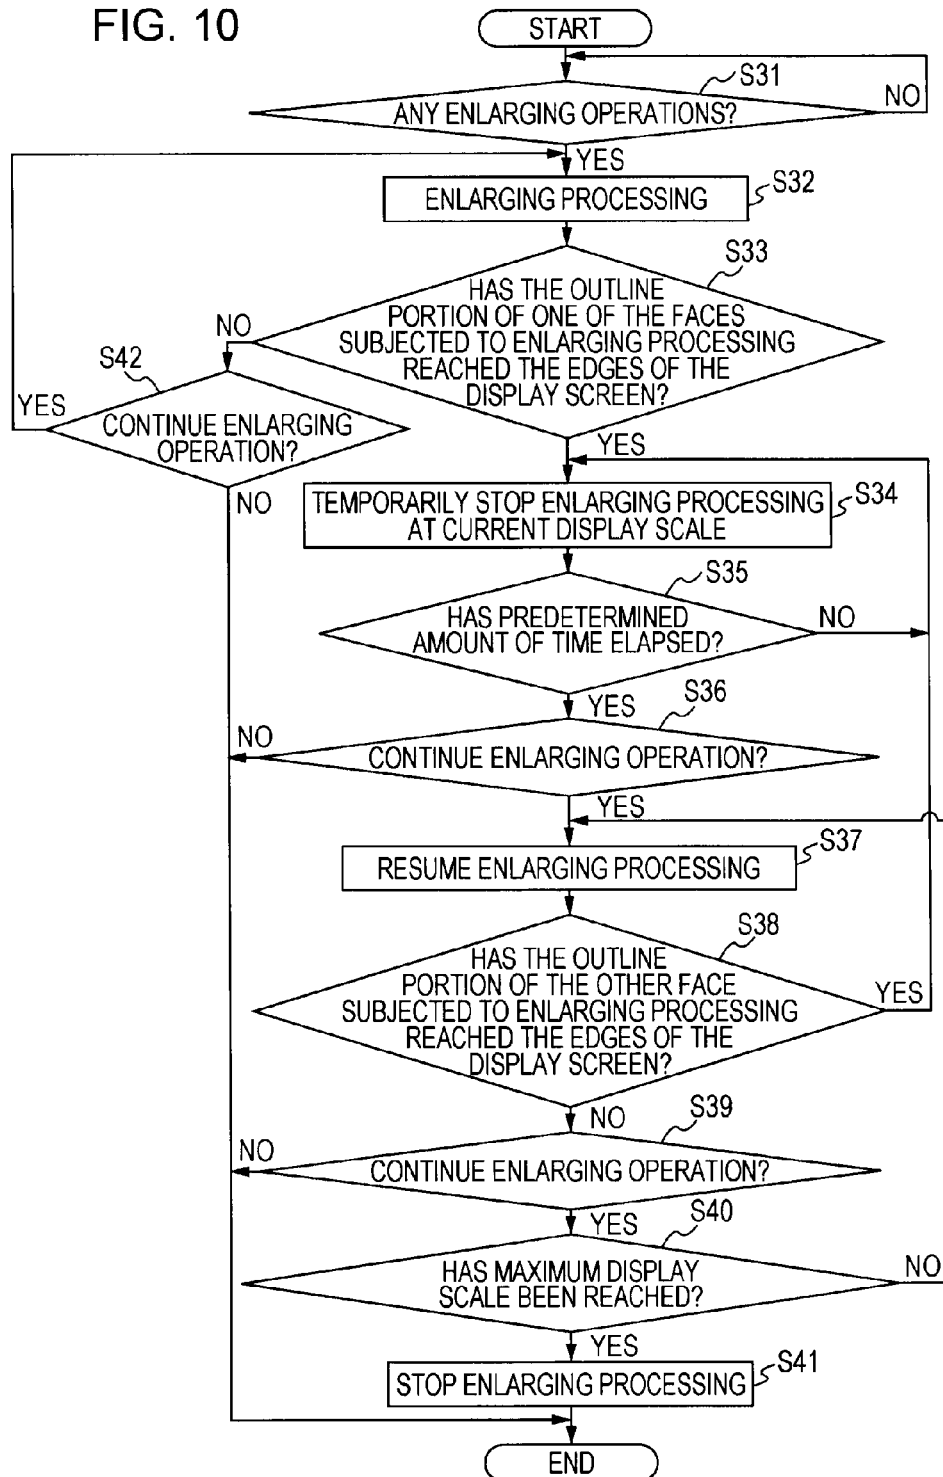 FIG. 10
START
S31
ANY ENLARGING OPERATIONS?
NO
YES
S32
ENLARGING PROCESSING
S33
HAS THE OUTLINE
PORTION OF ONE OF THE FACES
SUBJECTED TO ENLARGING PROCESSING
REACHED THE EDGES OF THE
DISPLAY SCREEN?
NO
S42
YES
CONTINUE ENLARGING
OPERATION?
NO
YES
S34
TEMPORARILY STOP ENLARGING PROCESSING
AT CURRENT DISPLAY SCALE
S35
HAS PREDETERMINED
AMOUNT OF TIME ELAPSED?
NO
YES
S36
NO
CONTINUE ENLARGING OPERATION?
YES
S37
RESUME ENLARGING PROCESSING
S38
HAS THE OUTLINE
PORTION OF THE OTHER FACE
SUBJECTED TO ENLARGING PROCESSING
REACHED THE EDGES OF THE
DISPLAY SCREEN?
YES
NO
S39
NO
CONTINUE ENLARGING OPERATION?
YES
S40
HAS MAXIMUM DISPLAY
SCALE BEEN REACHED?
NO
YES
S41
STOP ENLARGING PROCESSING
END